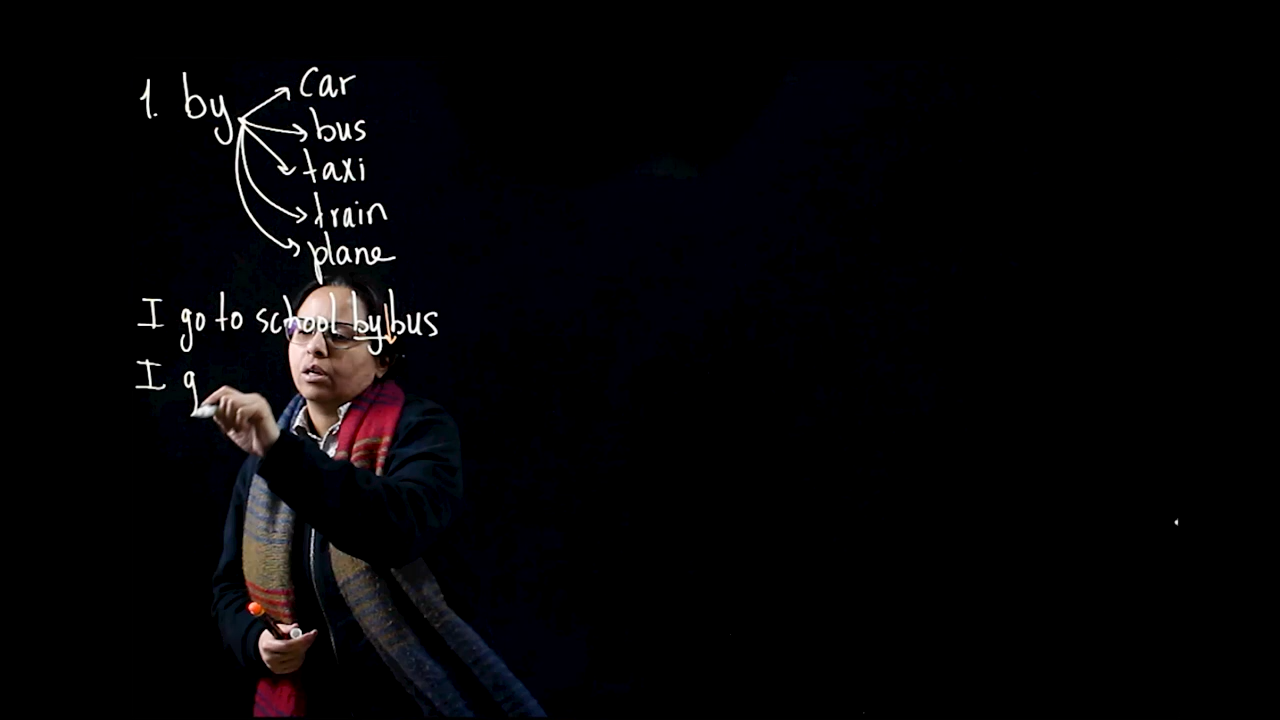 1. by
car
bus
taxi
train
plane
I go to school by bus
I g